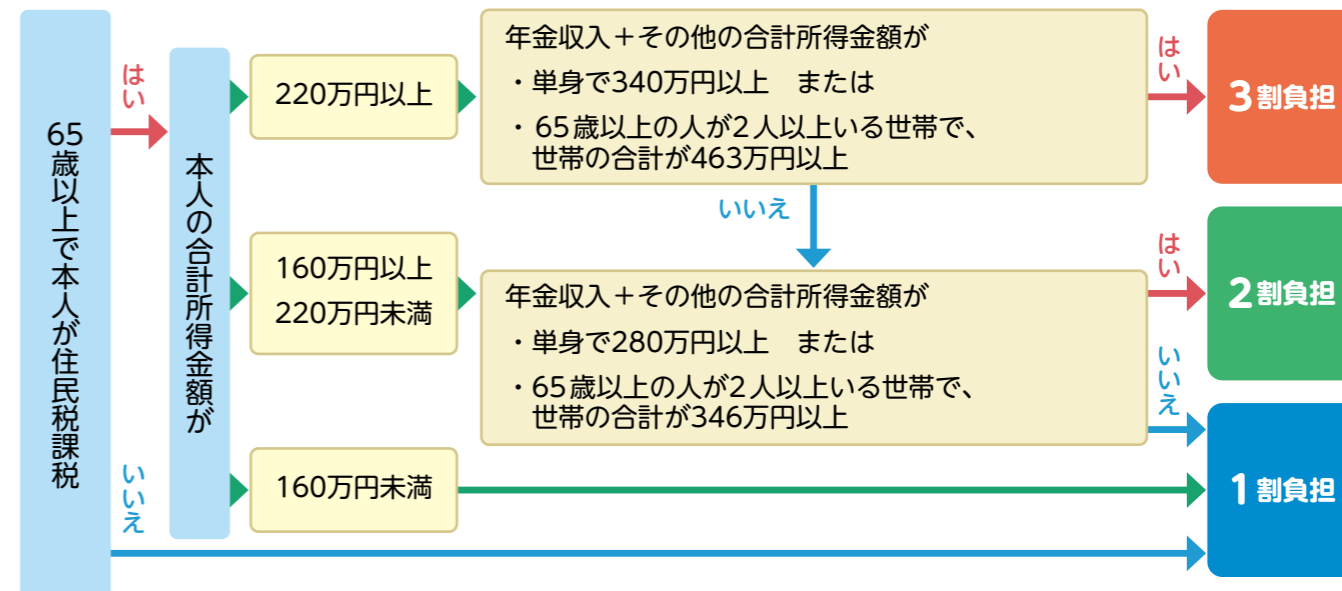 65歳以上で本人が住民税課税
はい
いいえ
本人の合計所得金額が
220万円以上
年金収入＋その他の合計所得金額が
・単身で340万円以上　または
・65歳以上の人が2人以上いる世帯で、
世帯の合計が463万円以上
はい
3割負担
いいえ
160万円以上
220万円未満
年金収入＋その他の合計所得金額が
・単身で280万円以上　または
・65歳以上の人が2人以上いる世帯で、
世帯の合計が346万円以上
はい
2割負担
いいえ
160万円未満
1割負担